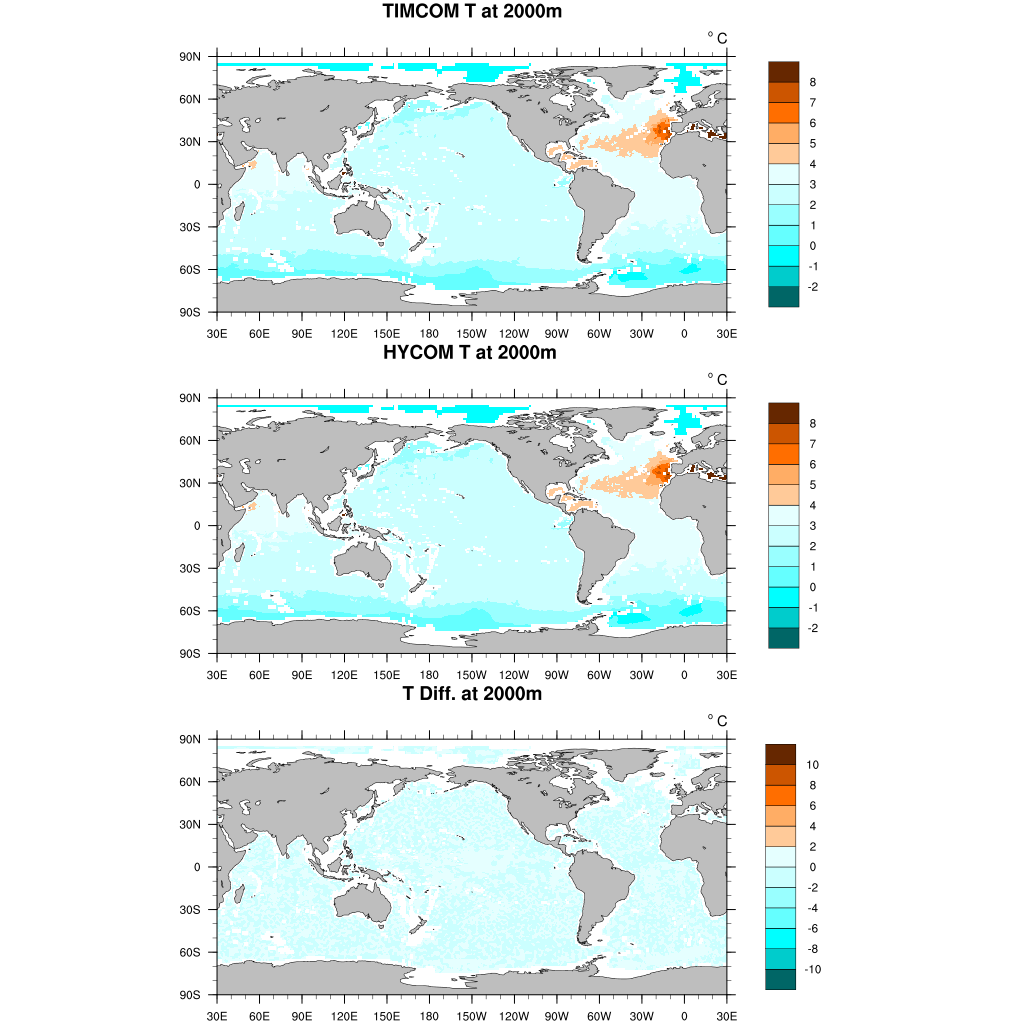 TIMCOM T at 2000m
° C
90N
60N
30N
0
30S
60S
90S
30E 60E 90E 120E 150E 180 150W 120W 90W 60W 30W 0 30E
8
7
6
5
4
3
2
1
0
-1
-2
HYCOM T at 2000m
° C
90N
60N
30N
0
30S
60S
90S
30E 60E 90E 120E 150E 180 150W 120W 90W 60W 30W 0 30E
8
7
6
5
4
3
2
1
0
-1
-2
T Diff. at 2000m
° C
90N
60N
30N
0
30S
60S
90S
30E 60E 90E 120E 150E 180 150W 120W 90W 60W 30W 0 30E
10
8
6
4
2
0
-2
-4
-6
-8
-10